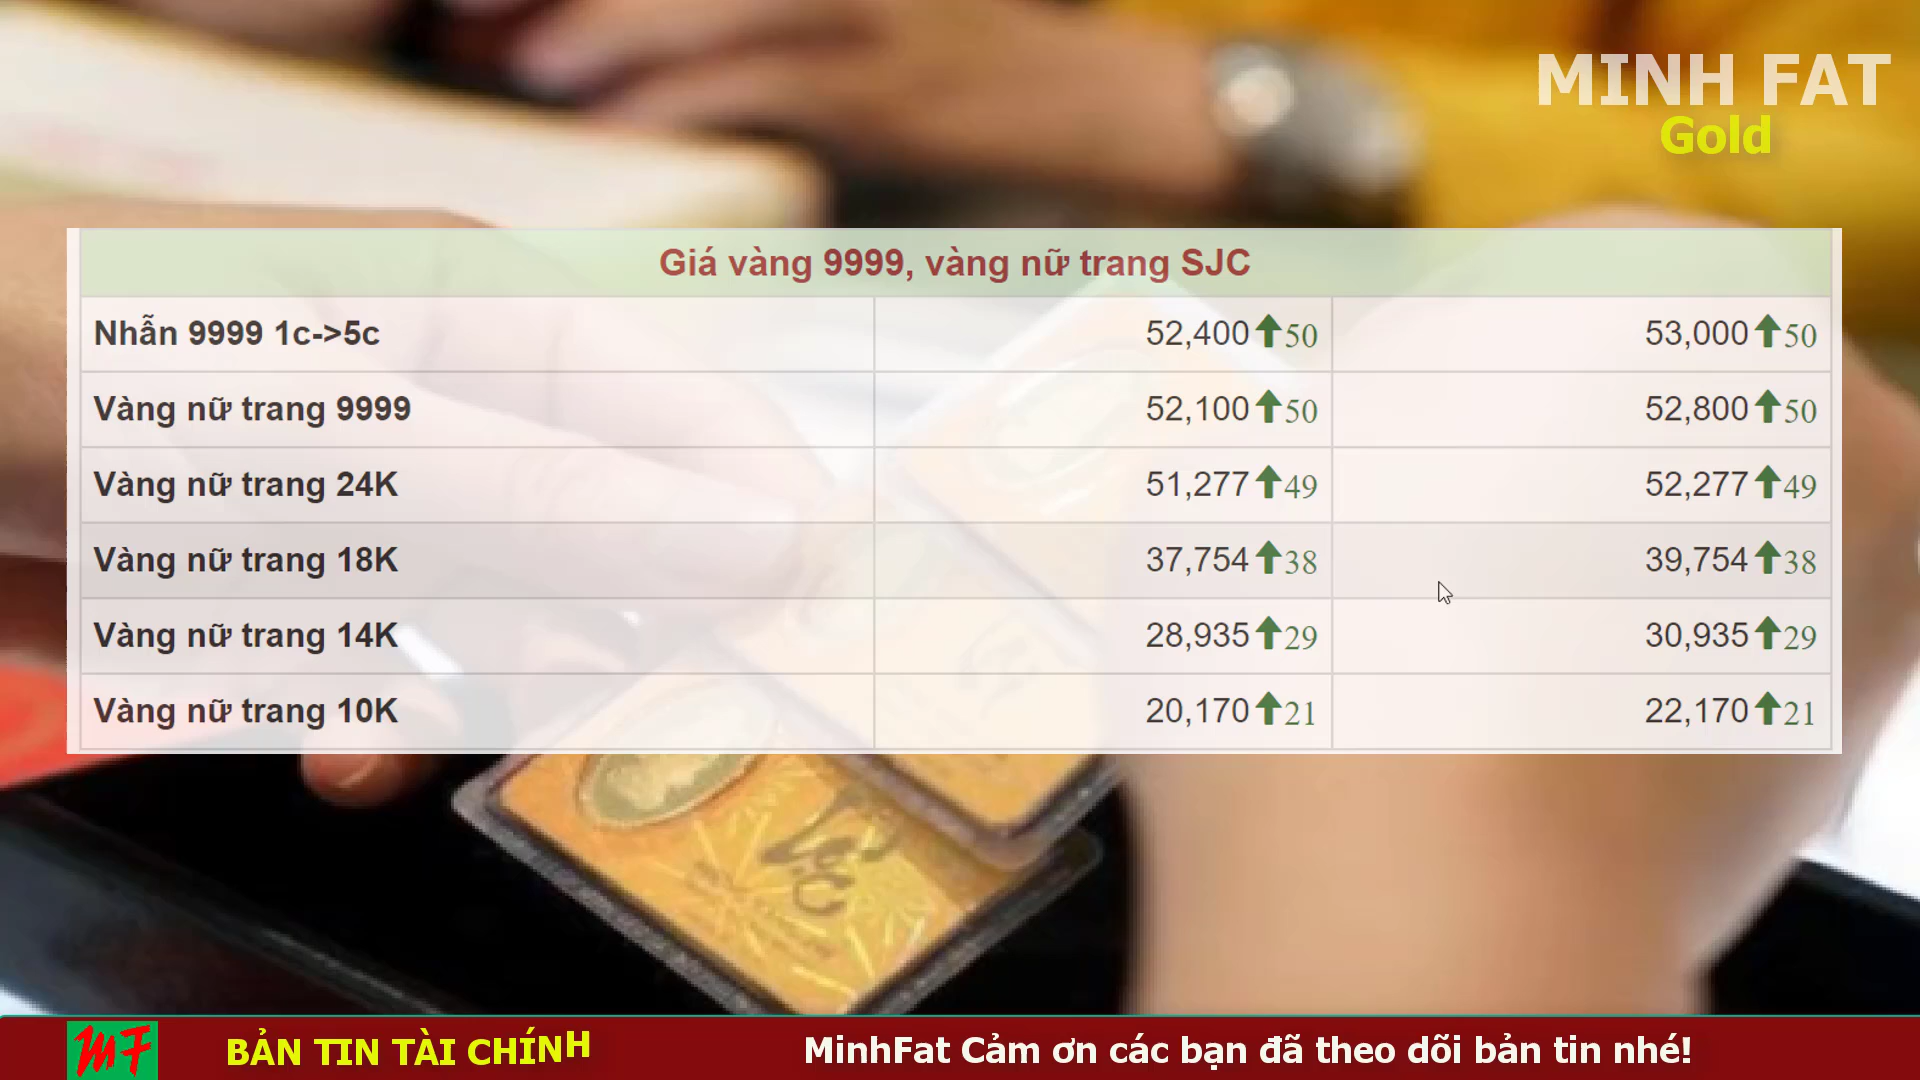 MINH FAT
Gold
Giá vàng 9999, vàng nữ trang SJC
Nhẫn 9999 1c->5c 52,400 50 53,000 50
Vàng nữ trang 9999 52,100 50 52,800 50
Vàng nữ trang 24K 51,277 49 52,277 49
Vàng nữ trang 18K 37,754 38 39,754 38
Vàng nữ trang 14K 28,935 29 30,935 29
Vàng nữ trang 10K 20,170 21 22,170 21
MF BẢN TIN TÀI CHÍNH MinhFat Cảm ơn các bạn đã theo dõi bản tin nhé!